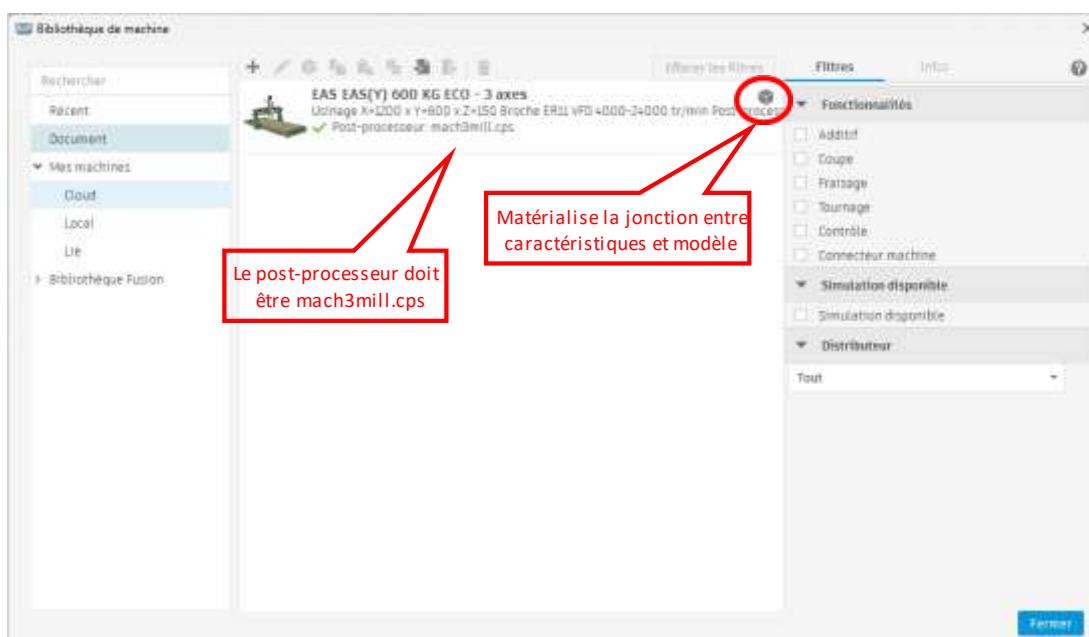 Bibliothèque de machine
Rechercher
Récent
Document
Mes machines
Cloud
Local
Lié
Bibliothèque Fusion
Effacer les filtres
EAS EAS(Y) 600 KG ECO - 3 axes
Usinage X=1200 x Y=600 x Z=150 Broche ER11 VFD 4000-24000 tr/min Post-proces
Post-processeur: mach3mill.cps
Le post-processeur doit
être mach3mill.cps
Matérialise la jonction entre
caractéristiques et modèle
Filtres
Infos
Fonctionnalités
Additif
Coupe
Fraisage
Tournage
Contrôle
Connecteur machine
Simulation disponible
Simulation disponible
Distributeur
Tout
Fermer